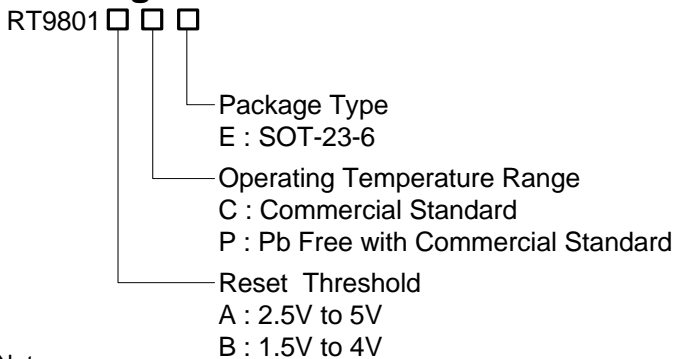 RT9801
Package Type
E : SOT-23-6
Operating Temperature Range
C : Commercial Standard
P : Pb Free with Commercial Standard
Reset Threshold
A : 2.5V to 5V
B : 1.5V to 4V